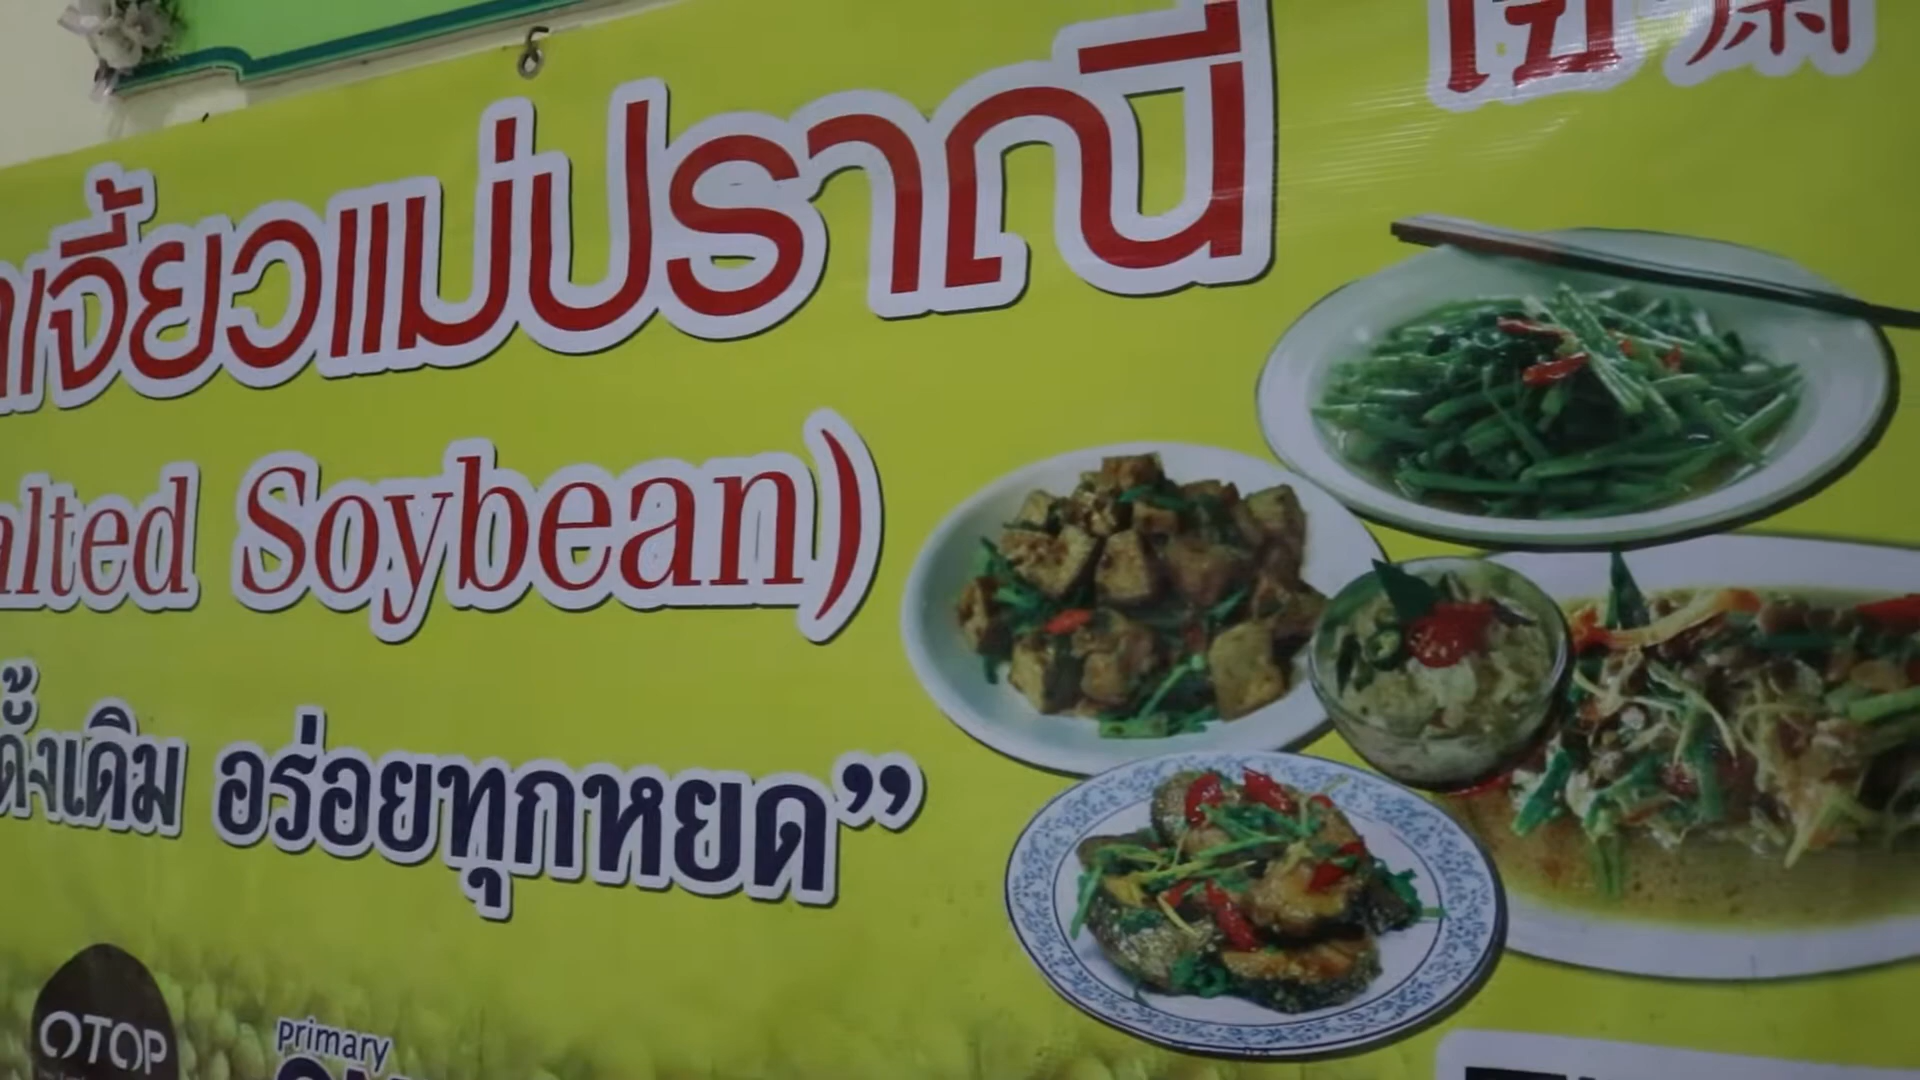 เจี้ยวแม่ปราณี
alted Soybean)
ดั้งเดิม อร่อยทุกหยด”
OTOP
primary